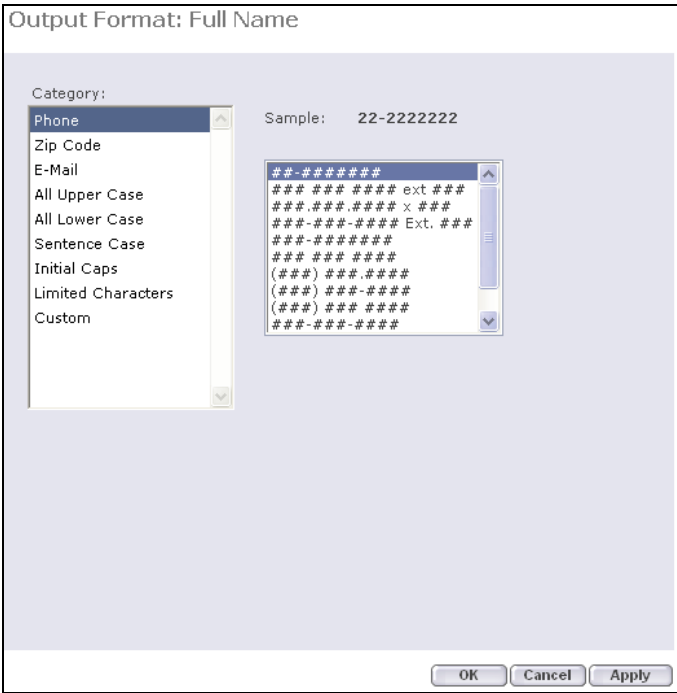 Output Format: Full Name
Category:
Phone
Zip Code
E-Mail
All Upper Case
All Lower Case
Sentence Case
Initial Caps
Limited Characters
Custom
Sample: 22-2222222
##-#######
### ### #### ext ###
###.###.#### x ###
###-###-#### Ext. ###
###-#######
### ### ####
(###) ###.####
(###) ###-####
(###) ### ####
###-###-####
OK Cancel Apply